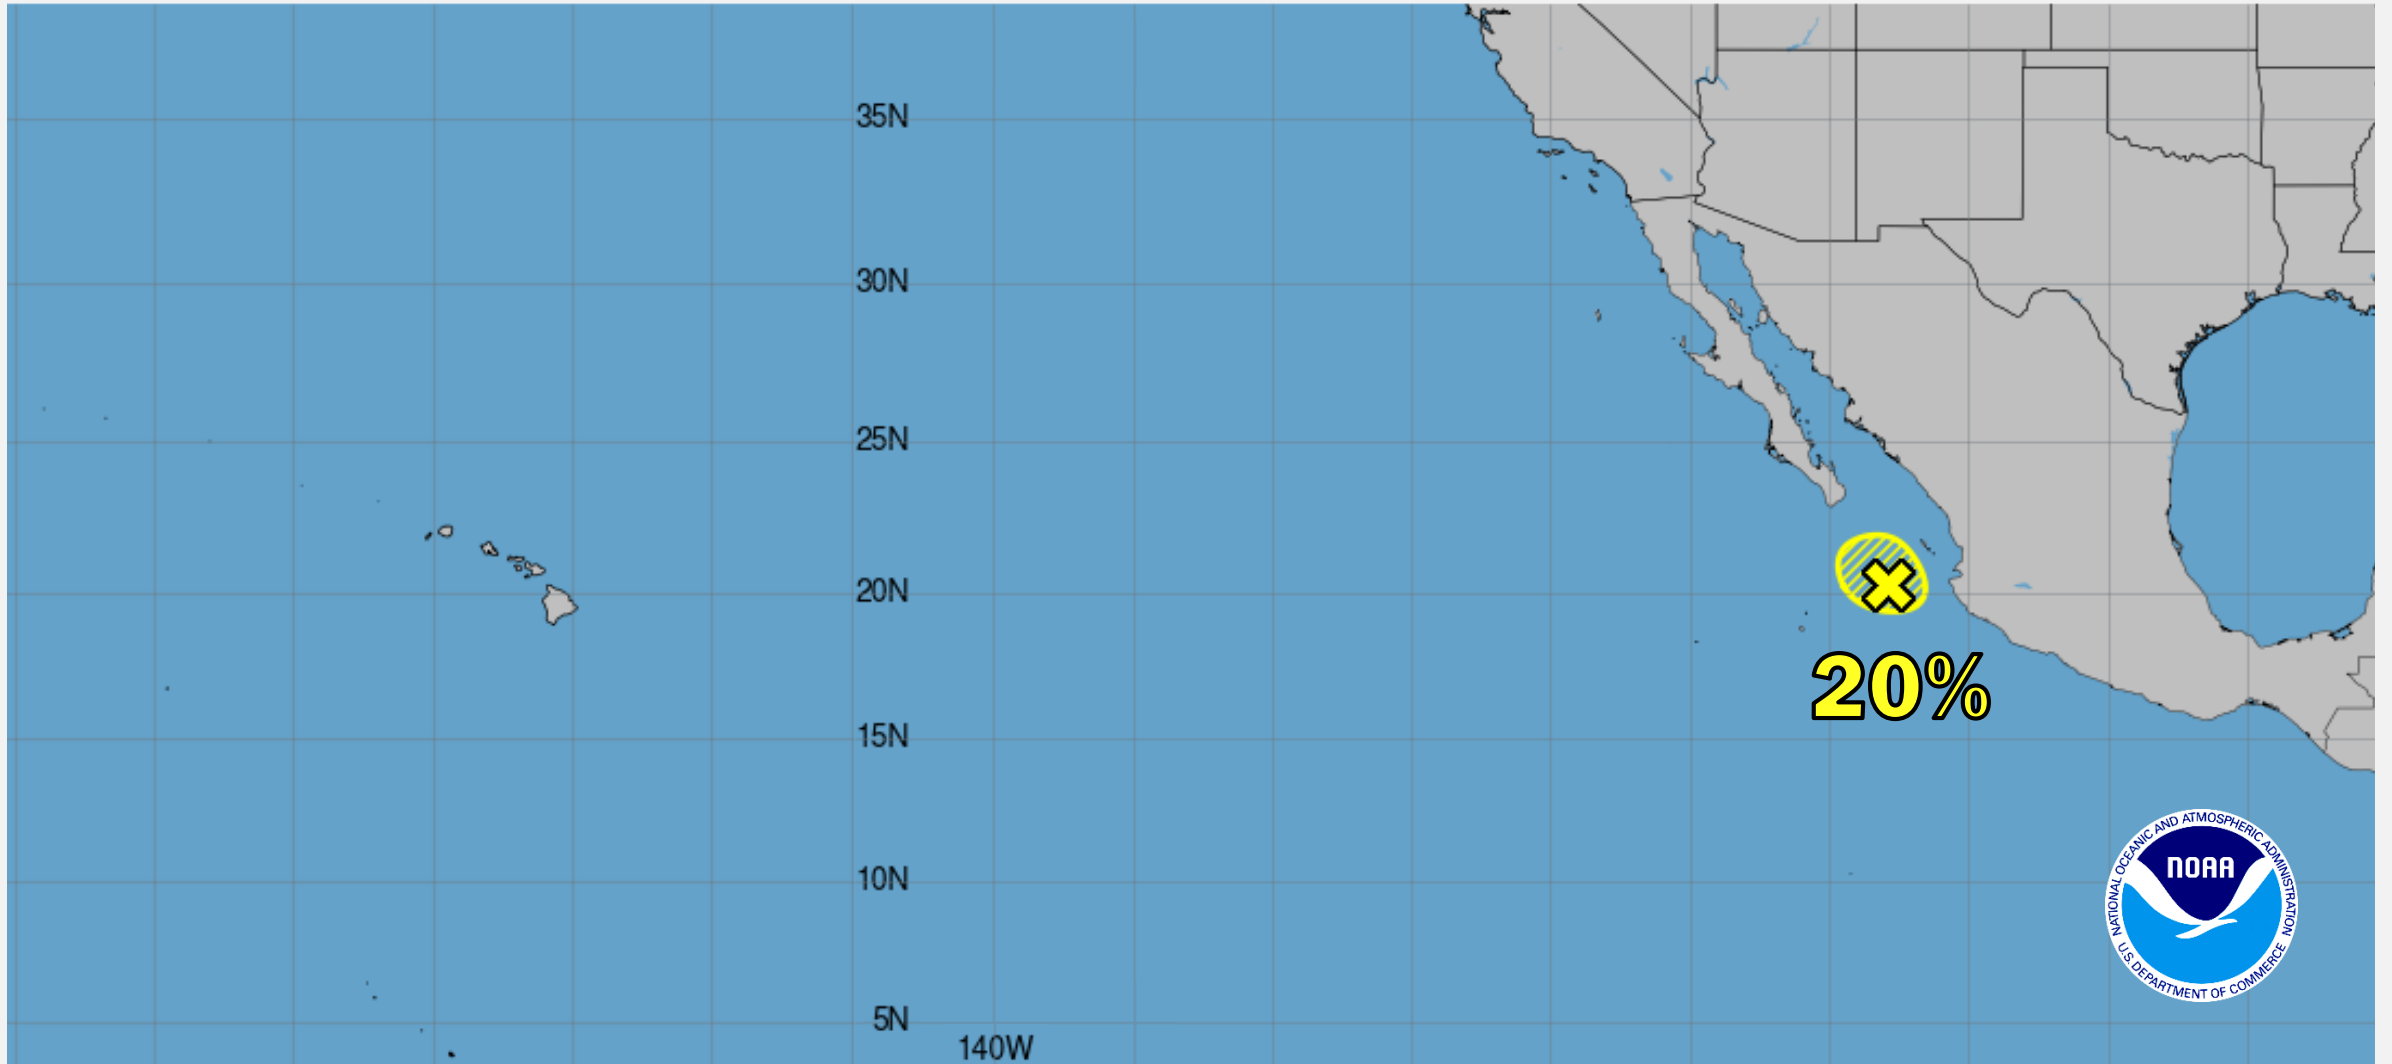 35N
30N
25N
20N
20%
15N
10N
5N
140W
NATIONAL OCEANIC AND ATMOSPHERIC ADMINISTRATION
NOAA
U.S. DEPARTMENT OF COMMERCE